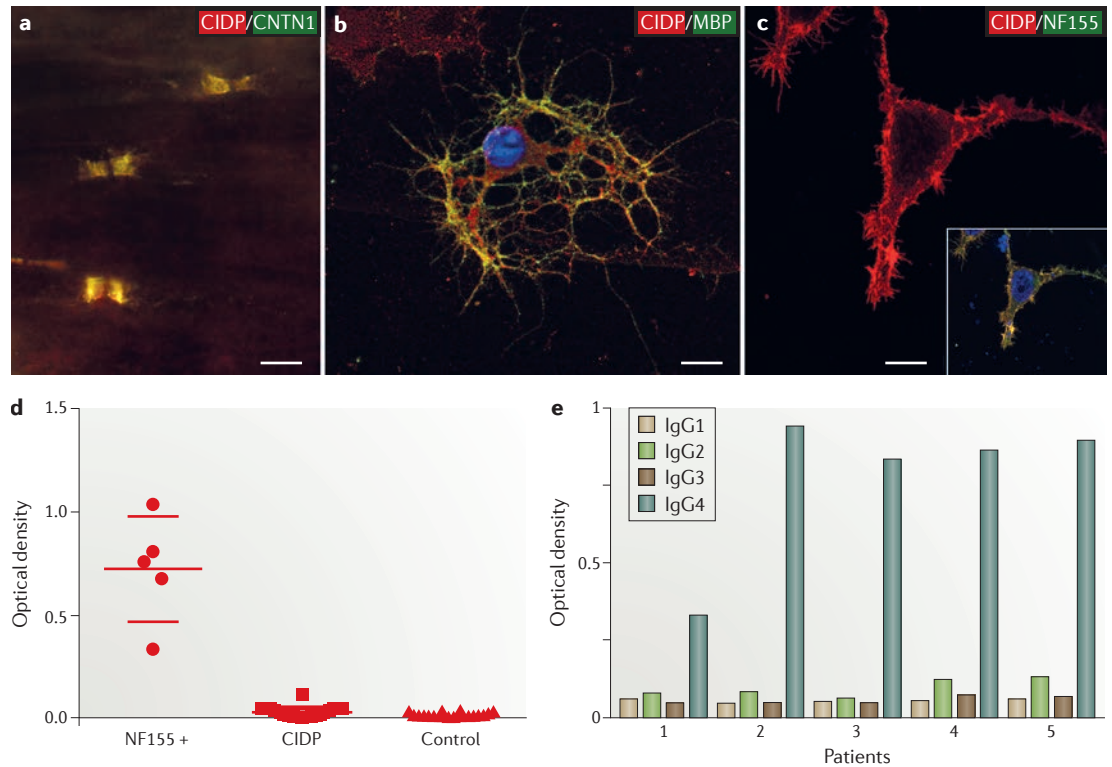 a
CIDP/CNTN1
b
CIDP/MBP
c
CIDP/NF155
d
1.5
1.0
0.5
0.0
Optical density
NF155 +
CIDP
Control
e
1
0.5
0
Optical density
IgG1
IgG2
IgG3
IgG4
1
2
3
4
5
Patients